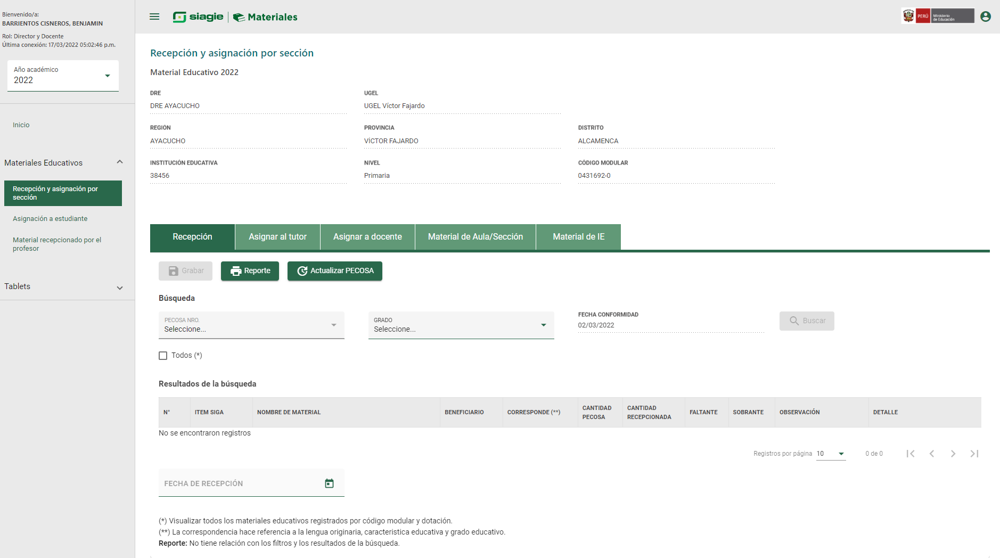 Bienvenido/a:
BARRIENTOS CISNEROS, BENJAMIN
Rol: Director y Docente
Última conexión: 17/03/2022 05:02:46 p.m.
Año académico
2022
Inicio
Materiales Educativos
Recepción y asignación por
sección
Asignación a estudiante
Material recepcionado por el
profesor
Tablets
siagie Materiales
PERÚ Ministerio
de Educación
Recepción y asignación por sección
Material Educativo 2022
DRE UGEL
DRE AYACUCHO UGEL Víctor Fajardo
REGIÓN PROVINCIA DISTRITO
AYACUCHO VÍCTOR FAJARDO ALCAMENCA
INSTITUCIÓN EDUCATIVA NIVEL CÓDIGO MODULAR
38456 Primaria 0431692-0
Recepción Asignar al tutor Asignar a docente Material de Aula/Sección Material de IE
Grabar Reporte Actualizar PECOSA
Búsqueda
PECOSA NRO. GRADO FECHA CONFORMIDAD
Seleccione... Seleccione... 02/03/2022 Buscar
Todos (*)
Resultados de la búsqueda
N° ITEM SIGA NOMBRE DE MATERIAL BENEFICIARIO CORRESPONDE (**) CANTIDAD PECOSA CANTIDAD RECEPCIONADA FALTANTE SOBRANTE OBSERVACIÓN DETALLE
No se encontraron registros
Registros por página 10 0 de 0
FECHA DE RECEPCIÓN
(*) Visualizar todos los materiales educativos registrados por código modular y dotación.
(**) La correspondencia hace referencia a la lengua originaria, caracteristica educativa y grado educativo.
Reporte: No tiene relación con los filtros y los resultados de la búsqueda.